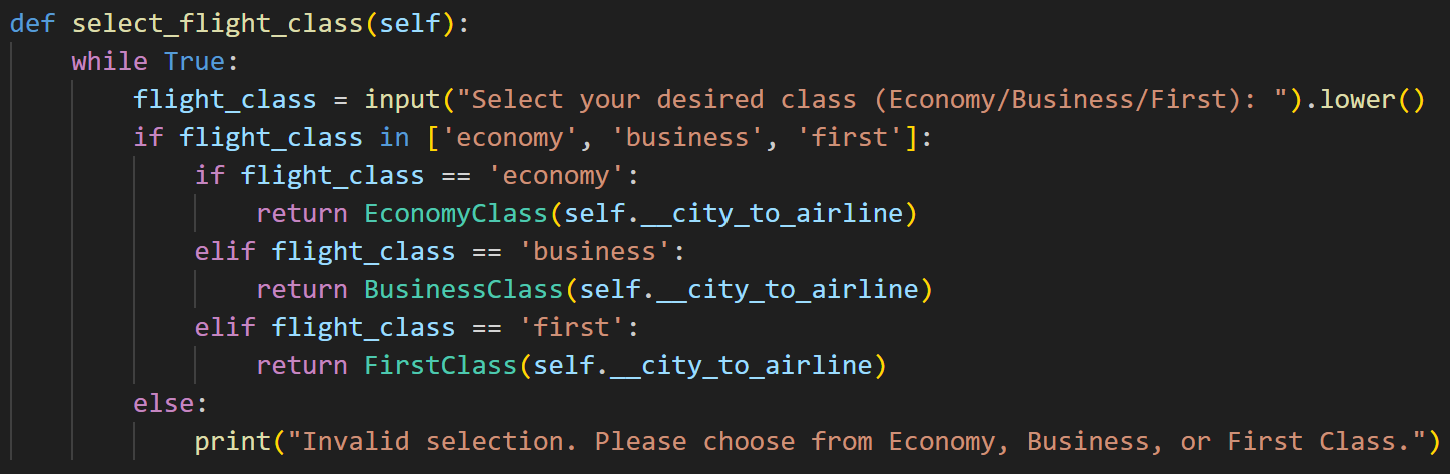 def select_flight_class(self):
    while True:
        flight_class = input("Select your desired class (Economy/Business/First): ").lower()
        if flight_class in ['economy', 'business', 'first']:
            if flight_class == 'economy':
                return EconomyClass(self.__city_to_airline)
            elif flight_class == 'business':
                return BusinessClass(self.__city_to_airline)
            elif flight_class == 'first':
                return FirstClass(self.__city_to_airline)
        else:
            print("Invalid selection. Please choose from Economy, Business, or First Class.")